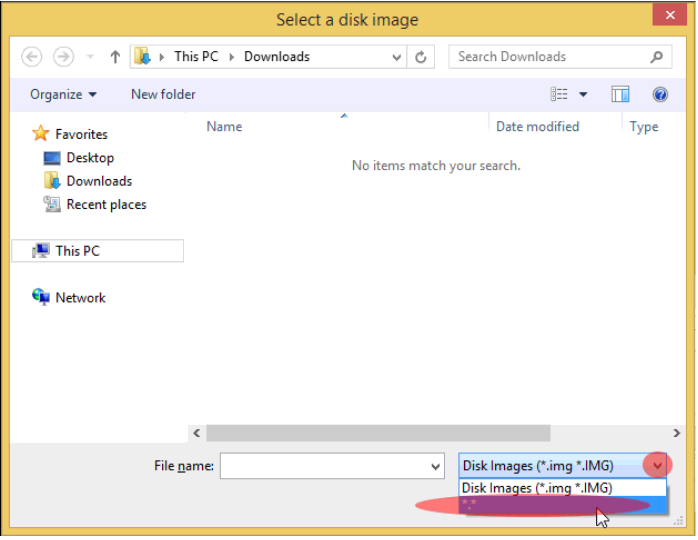 Select a disk image
This PC Downloads Search Downloads
Organize New folder
Name Date modified Type
Favorites
Desktop
Downloads
Recent places
This PC
Network
No items match your search.
File name: Disk Images (*.img *.IMG)
Disk Images (*.img *.IMG)
*.*